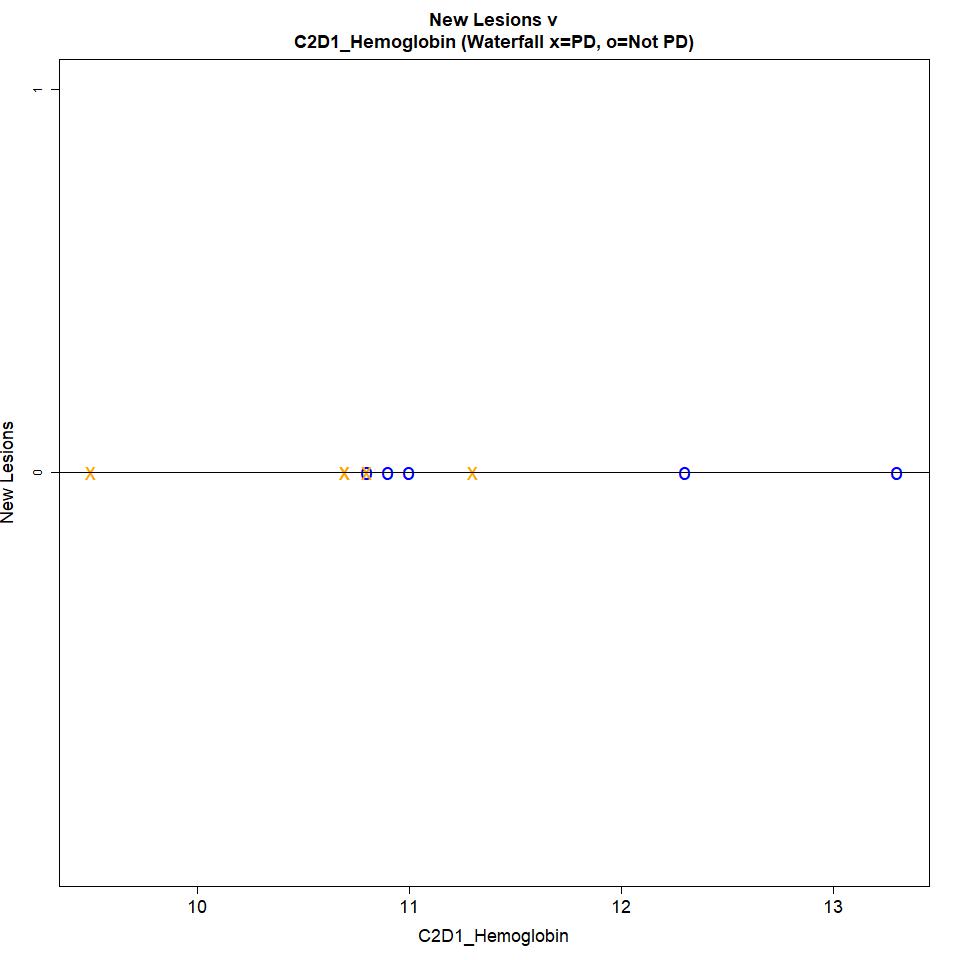 New Lesions v
C2D1_Hemoglobin (Waterfall x=PD, o=Not PD)
1
New Lesions
0
x x x o o o x o o
10 11 12 13
C2D1_Hemoglobin